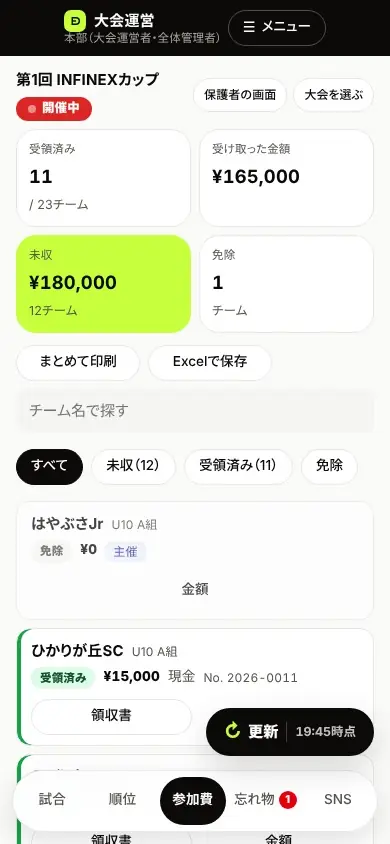 大会運営
本部(大会運営者・全体管理者)
☰ メニュー
第1回 INFINEXカップ
開催中
保護者の画面
大会を選ぶ
受領済み
11
/ 23チーム
受け取った金額
¥165,000
未収
¥180,000
12チーム
免除
1
チーム
まとめて印刷
Excelで保存
チーム名で探す
すべて
未収(12)
受領済み(11)
免除
はやぶさJr U10 A組
免除 ¥0 主催
金額
ひかりが丘SC U10 A組
受領済み ¥15,000 現金 No. 2026-0011
領収書
更新 19:45時点
試合
順位
参加費
忘れ物 1
SNS
領収書
金額